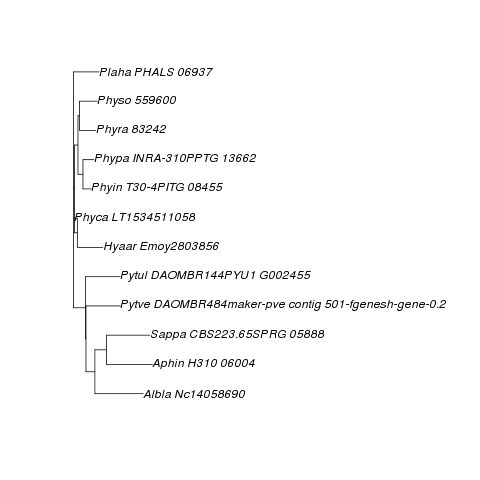 Plaha PHALS 06937
Physo 559600
Phyra 83242
Phypa INRA-310PPTG 13662
Phyin T30-4PITG 08455
Phyca LT1534511058
Hyaar Emoy2803856
Pytul DAOMBR144PYU1 G002455
Pytve DAOMBR484maker-pve contig 501-fgenesh-gene-0.2
Sappa CBS223.65SPRG 05888
Aphin H310 06004
Albla Nc14058690